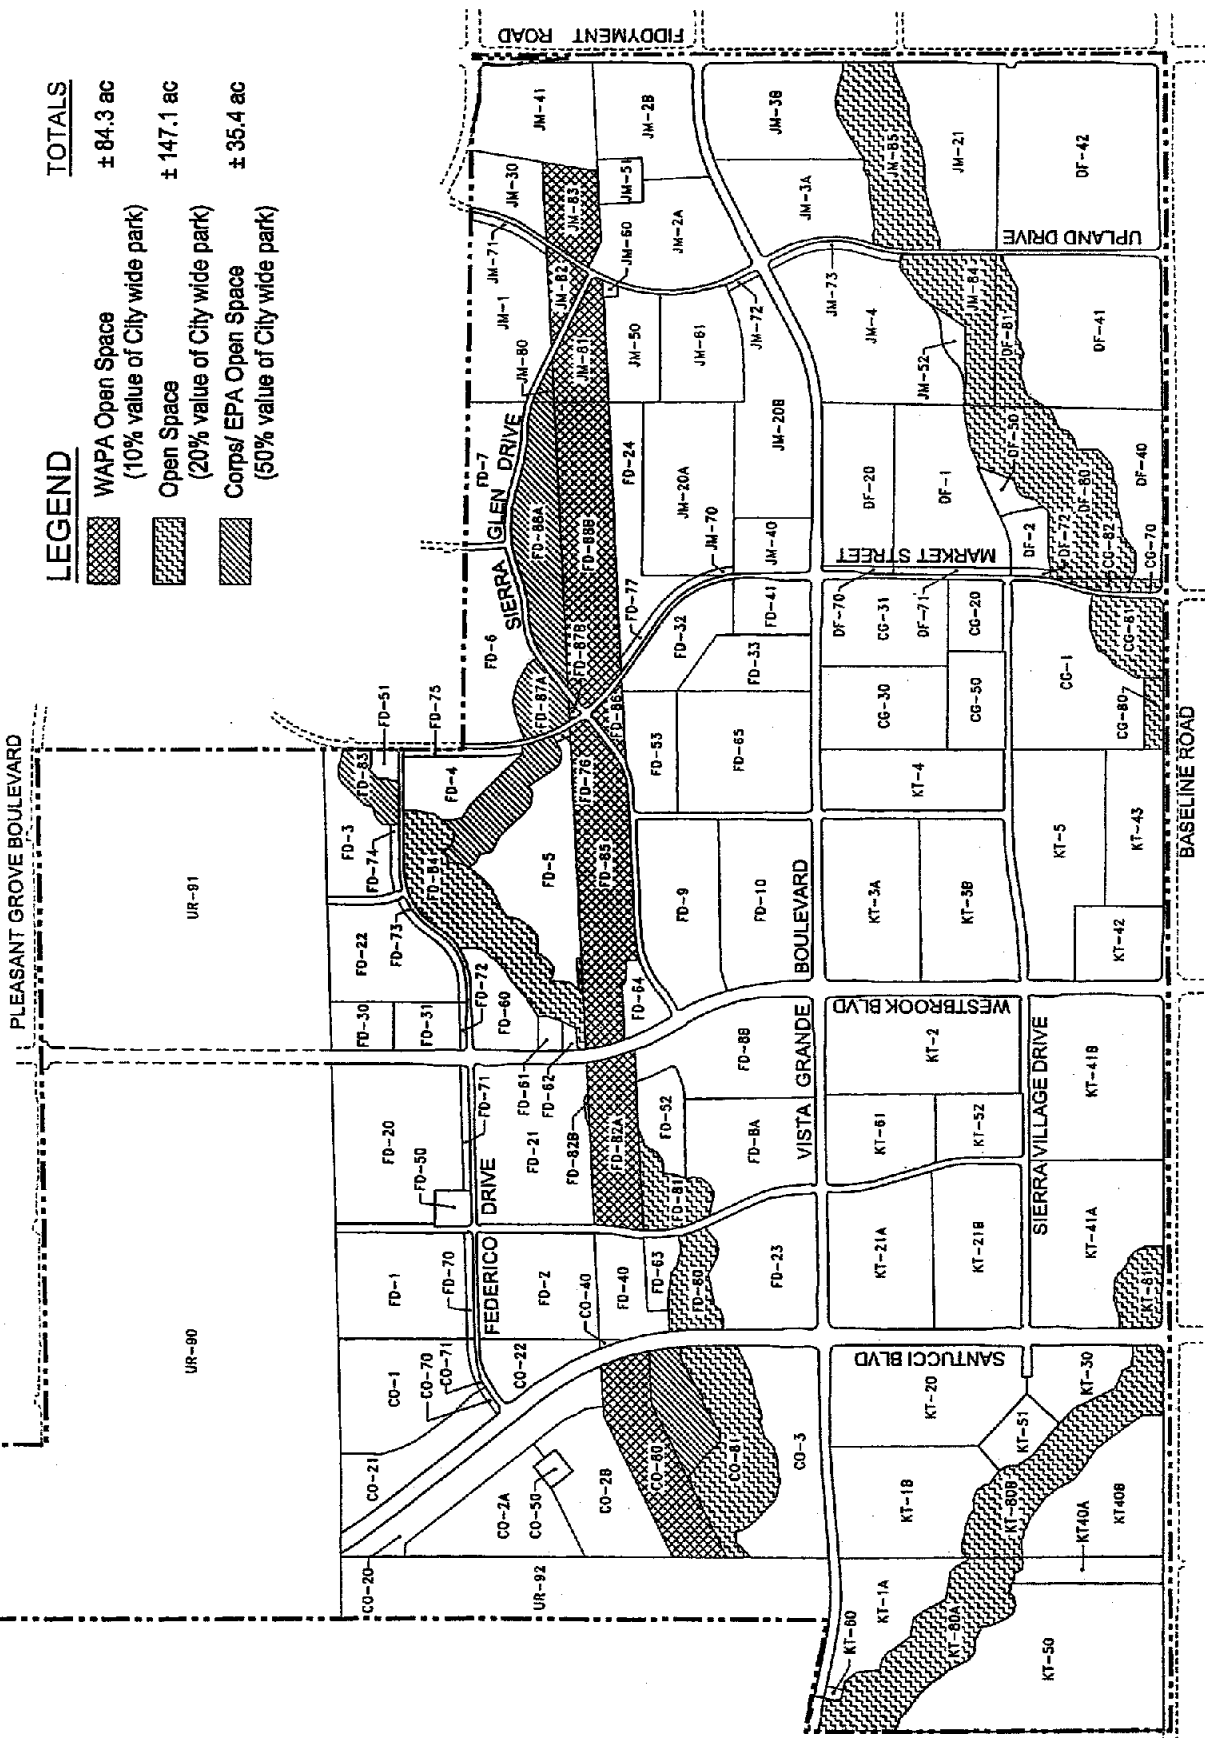 LEGEND
TOTALS
WAPA Open Space
(10% value of City wide park)
± 84.3 ac
Open Space
(20% value of City wide park)
± 147.1 ac
Corps/ EPA Open Space
(50% value of City wide park)
± 35.4 ac
PLEASANT GROVE BOULEVARD
FIDDYMENT ROAD
BASELINE ROAD
SIERRA GLEN DRIVE
UPLAND DRIVE
MARKET STREET
FEDERICO DRIVE
VISTA GRANDE BOULEVARD
WESTBROOK BLVD
SIERRA VILLAGE DRIVE
SANTUCCI BLVD
UR-91
UR-90
UR-92
JM-41
JM-30
JM-71
JM-1
JM-80
JM-83
JM-82
JM-81
JM-51
JM-60
JM-2B
JM-2A
JM-50
JM-61
JM-72
JM-3B
JM-3A
JM-73
JM-4
JM-85
JM-21
JM-84
JM-52
JM-20B
JM-20A
JM-70
JM-40
DF-42
DF-41
DF-81
DF-50
DF-40
DF-80
DF-20
DF-1
DF-2
DF-72
DF-70
DF-71
CG-82
CG-70
CG-81
CG-80
CG-1
CG-20
CG-31
CG-30
CG-50
FD-7
FD-88A
FD-88B
FD-24
FD-6
FD-87A
FD-87B
FD-77
FD-32
FD-41
FD-33
FD-86
FD-53
FD-65
FD-51
FD-75
FD-83
FD-4
FD-3
FD-74
FD-84
FD-5
FD-76
FD-85
FD-9
FD-10
FD-22
FD-73
FD-30
FD-31
FD-72
FD-60
FD-61
FD-62
FD-64
FD-20
FD-71
FD-50
FD-21
FD-82B
FD-82A
FD-52
FD-8B
FD-8A
FD-81
FD-1
FD-70
FD-2
FD-40
FD-63
FD-80
FD-23
CO-40
CO-1
CO-71
CO-70
CO-22
CO-21
CO-20
CO-2A
CO-50
CO-2B
CO-80
CO-81
CO-3
KT-4
KT-5
KT-43
KT-42
KT-3A
KT-3B
KT-2
KT-61
KT-52
KT-41B
KT-41A
KT-81
KT-21A
KT-21B
KT-20
KT-30
KT-51
KT-1B
KT-80B
KT40A
KT40B
KT-1A
KT-60
KT-80A
KT-50